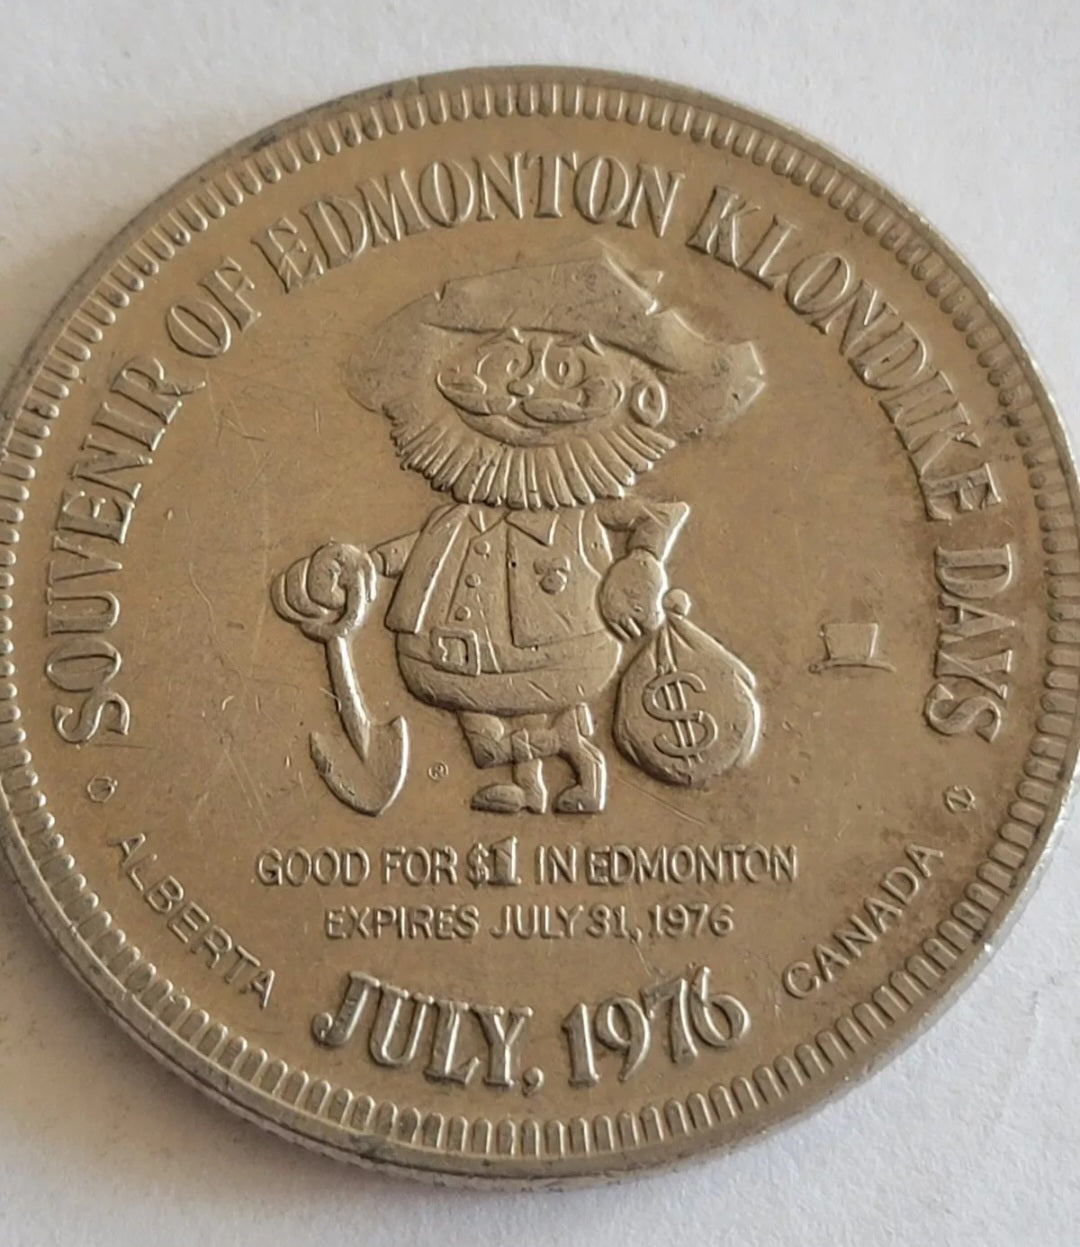 SOUVENIR OF EDMONTON KLONDIKE DAYS
$
®
GOOD FOR $1 IN EDMONTON
EXPIRES JULY 31, 1976
ALBERTA
CANADA
JULY, 1976